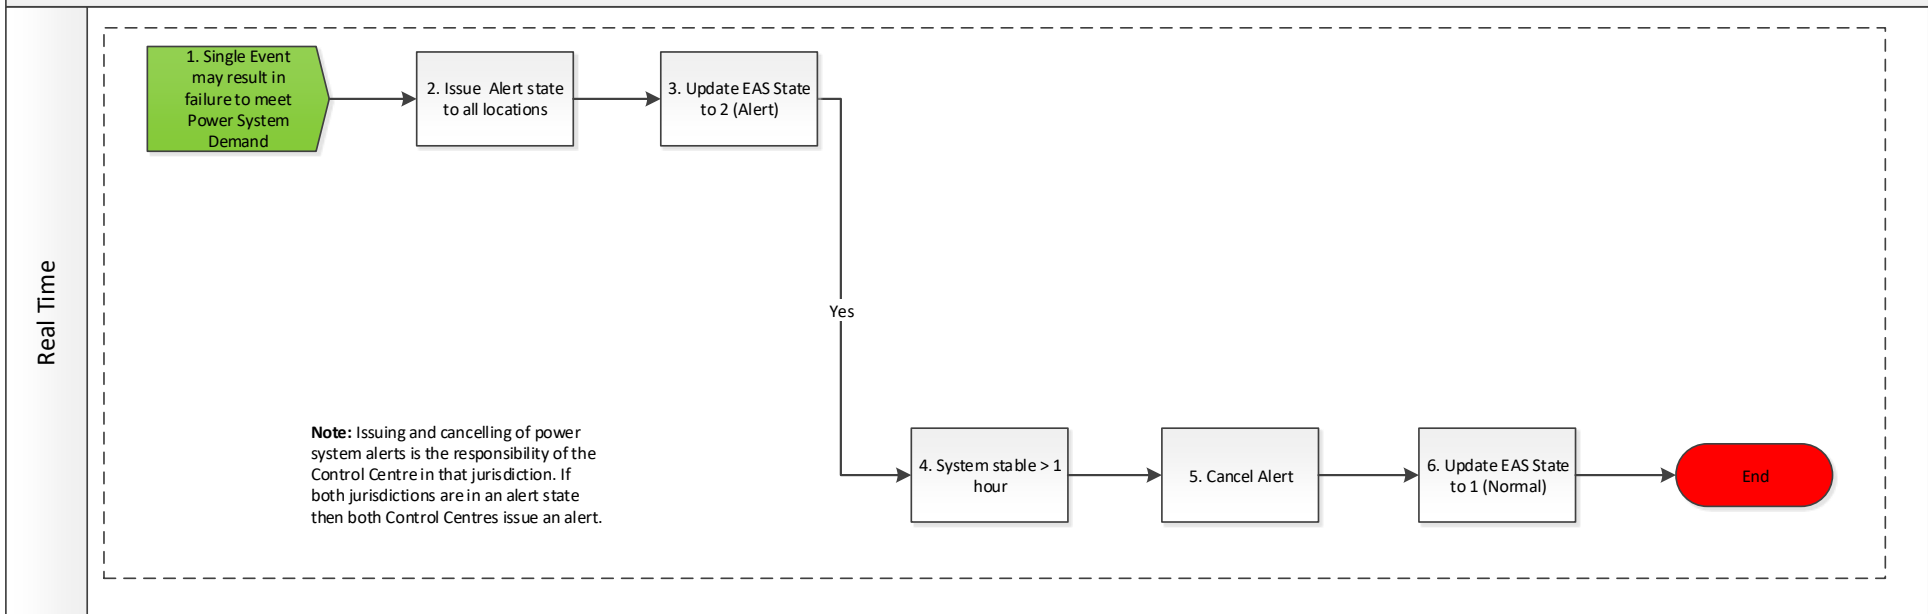 Real Time
1. Single Event
may result in
failure to meet
Power System
Demand
2. Issue Alert state
to all locations
3. Update EAS State
to 2 (Alert)
Yes
Note: Issuing and cancelling of power
system alerts is the responsibility of the
Control Centre in that jurisdiction. If
both jurisdictions are in an alert state
then both Control Centres issue an alert.
4. System stable > 1
hour
5. Cancel Alert
6. Update EAS State
to 1 (Normal)
End